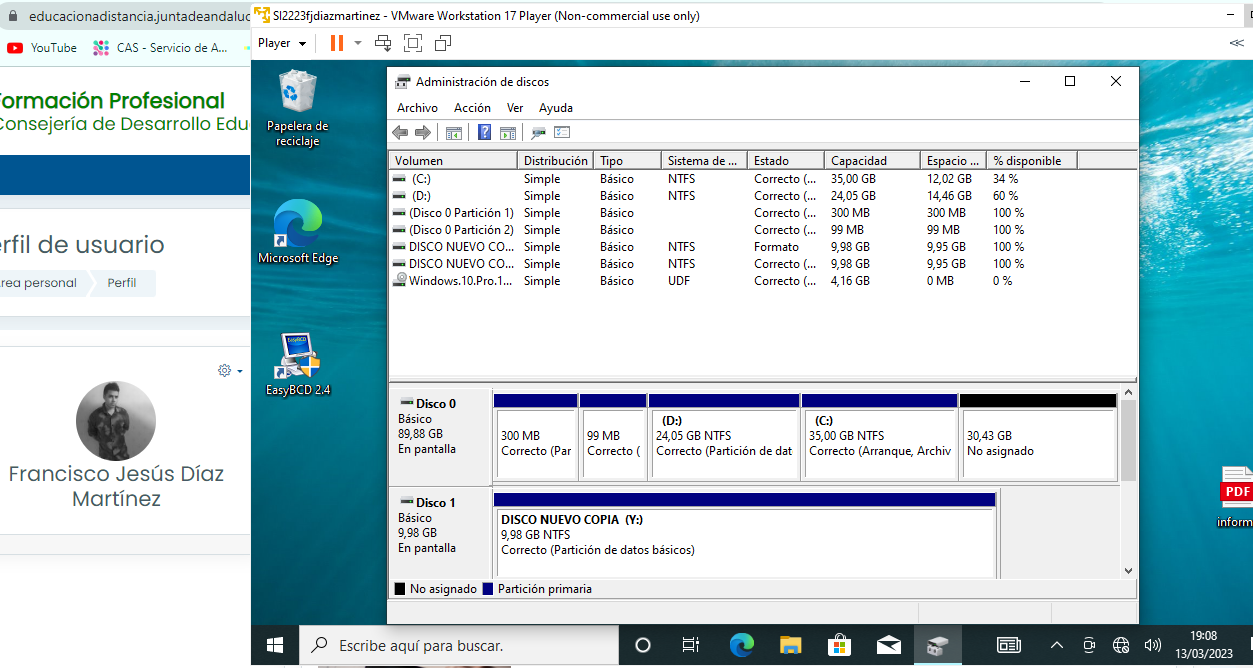 educacionadistancia.juntadeandaluc
SI2223fjdiazmartinez - VMware Workstation 17 Player (Non-commercial use only)
YouTube
CAS - Servicio de A...
Player
ormación Profesional
Consejería de Desarrollo Edu
erfil de usuario
rea personal
Perfil
Francisco Jesús Díaz
Martínez
Papelera de
reciclaje
Microsoft Edge
EasyBCD
EasyBCD 2.4
Administración de discos
Archivo Acción Ver Ayuda
Volumen Distribución Tipo Sistema de ... Estado Capacidad Espacio ... % disponible
(C:) Simple Básico NTFS Correcto (... 35,00 GB 12,02 GB 34 %
(D:) Simple Básico NTFS Correcto (... 24,05 GB 14,46 GB 60 %
(Disco 0 Partición 1) Simple Básico Correcto (... 300 MB 300 MB 100 %
(Disco 0 Partición 2) Simple Básico Correcto (... 99 MB 99 MB 100 %
DISCO NUEVO CO... Simple Básico NTFS Formato 9,98 GB 9,95 GB 100 %
DISCO NUEVO CO... Simple Básico NTFS Correcto (... 9,98 GB 9,95 GB 100 %
Windows.10.Pro.1... Simple Básico UDF Correcto (... 4,16 GB 0 MB 0 %
Disco 0
Básico
89,88 GB
En pantalla
300 MB
Correcto (Par
99 MB
Correcto (
(D:)
24,05 GB NTFS
Correcto (Partición de dat
(C:)
35,00 GB NTFS
Correcto (Arranque, Archiv
30,43 GB
No asignado
Disco 1
Básico
9,98 GB
En pantalla
DISCO NUEVO COPIA (Y:)
9,98 GB NTFS
Correcto (Partición de datos básicos)
No asignado Partición primaria
PDF
inform
Escribe aquí para buscar.
19:08
13/03/2023